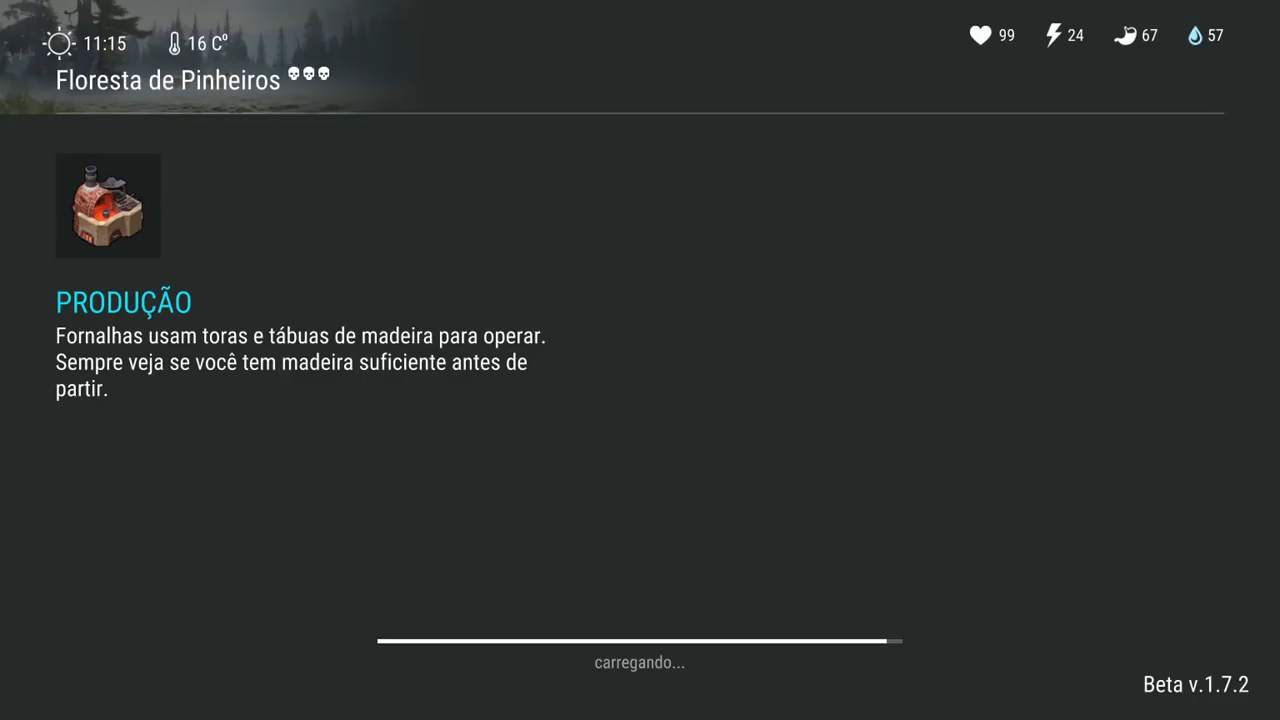 11:15 16 Cº
99 24 67 57
Floresta de Pinheiros
PRODUÇÃO
Fornalhas usam toras e tábuas de madeira para operar.
Sempre veja se você tem madeira suficiente antes de
partir.
carregando...
Beta v.1.7.2